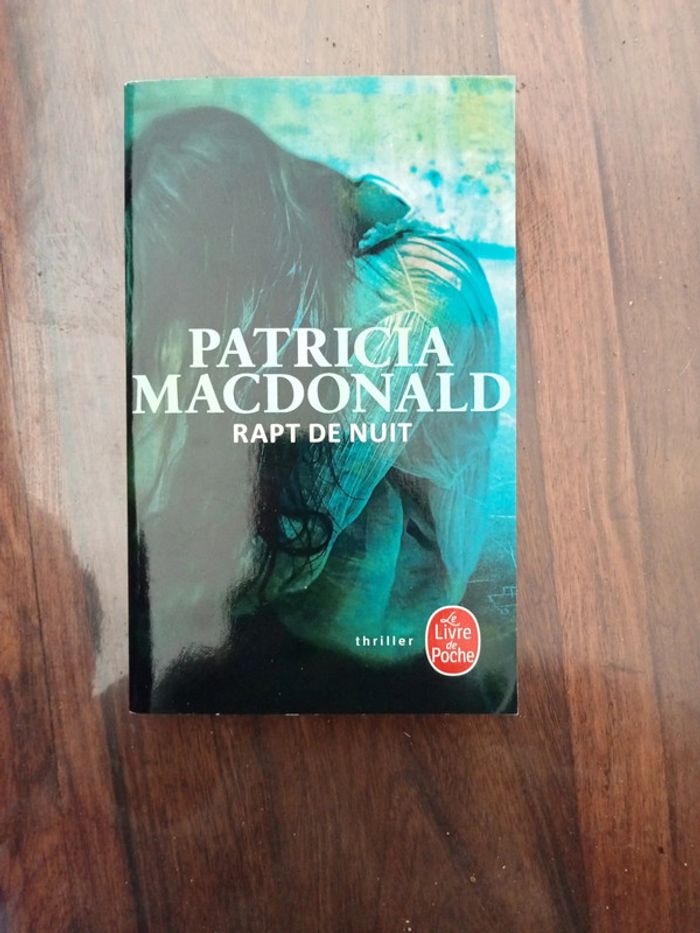 PATRICIA
MACDONALD
RAPT DE NUIT
thriller
Le
Livre
de
Poche